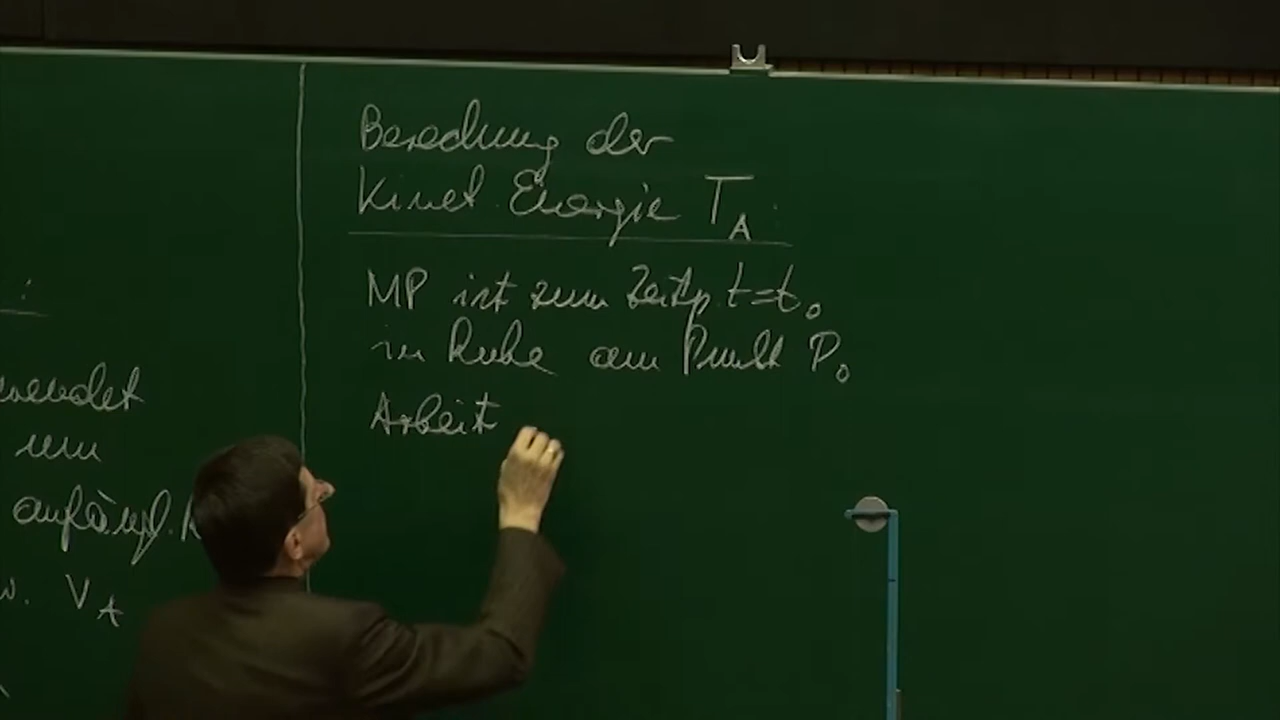 wendet
um
anfängl.
v. V_A
Berechnung der
Kinet. Energie T_A :
MP ist zum Zeitp. t=t_0
in Ruhe am Punkt P_0
Arbeit